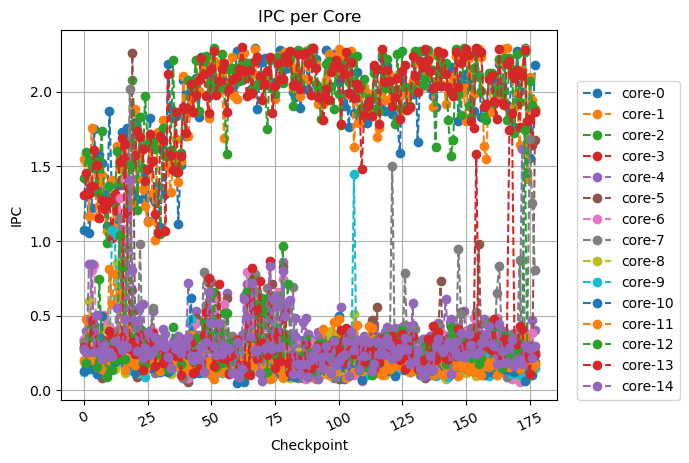 IPC per Core
IPC
2.0
1.5
1.0
0.5
0.0
0
25
50
75
100
125
150
175
Checkpoint
core-0
core-1
core-2
core-3
core-4
core-5
core-6
core-7
core-8
core-9
core-10
core-11
core-12
core-13
core-14